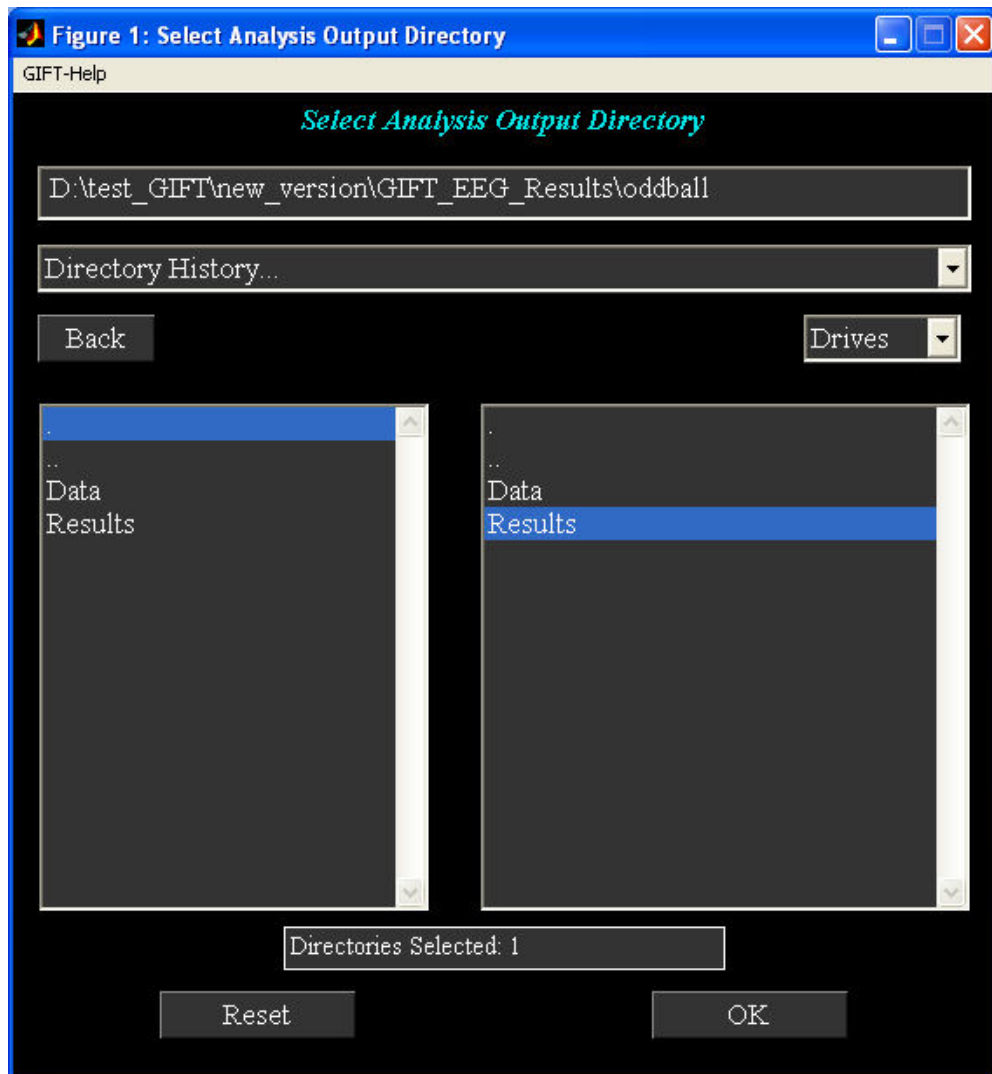 Figure 1: Select Analysis Output Directory
GIFT-Help
Select Analysis Output Directory
D:\test_GIFT\new_version\GIFT_EEG_Results\oddball
Directory History...
Back
Drives
.
..
Data
Results
.
..
Data
Results
Directories Selected: 1
Reset
OK